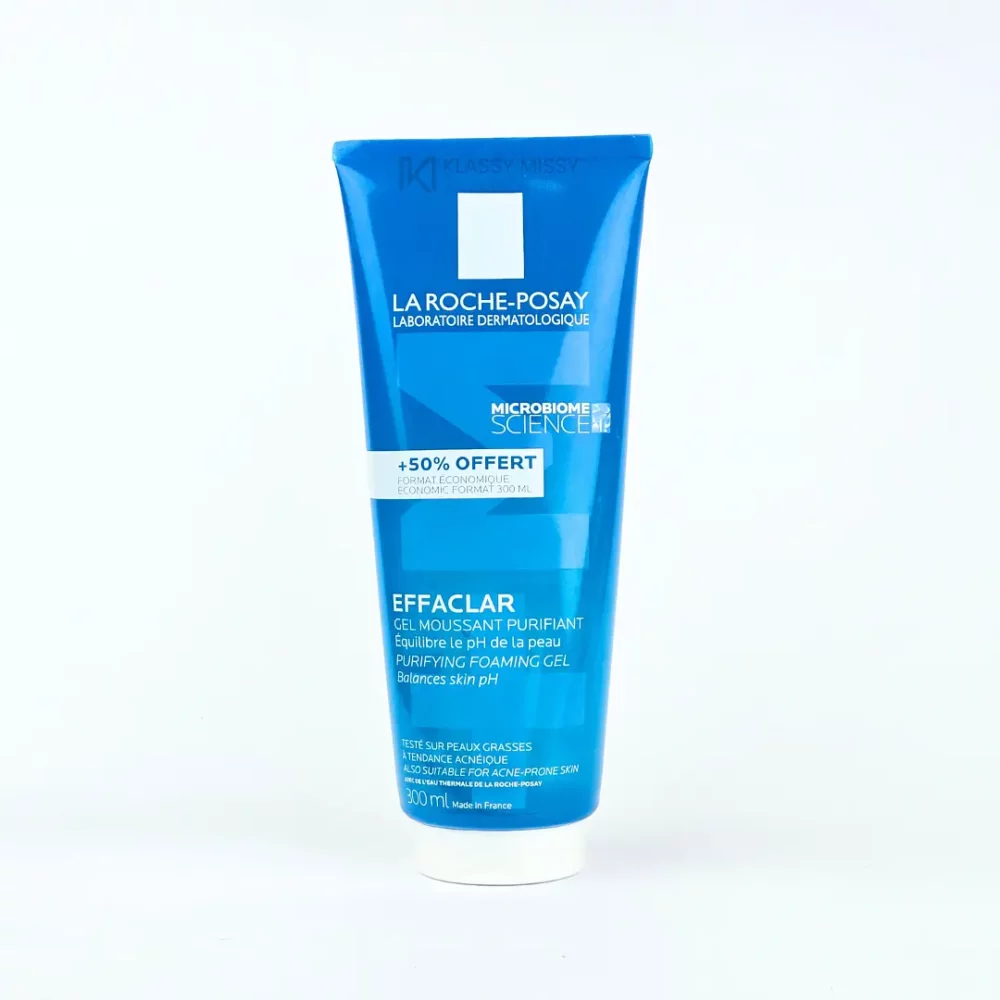 KLASSY MISSY
LA ROCHE-POSAY
LABORATOIRE DERMATOLOGIQUE
MICROBIOME
SCIENCE
+50% OFFERT
FORMAT ÉCONOMIQUE
ECONOMIC FORMAT 300 ML
EFFACLAR
GEL MOUSSANT PURIFIANT
Équilibre le pH de la peau
PURIFYING FOAMING GEL
Balances skin pH
TESTÉ SUR PEAUX GRASSES
À TENDANCE ACNÉIQUE
ALSO SUITABLE FOR ACNE-PRONE SKIN
AVEC DE L'EAU THERMALE DE LA ROCHE-POSAY
300 ml Made in France